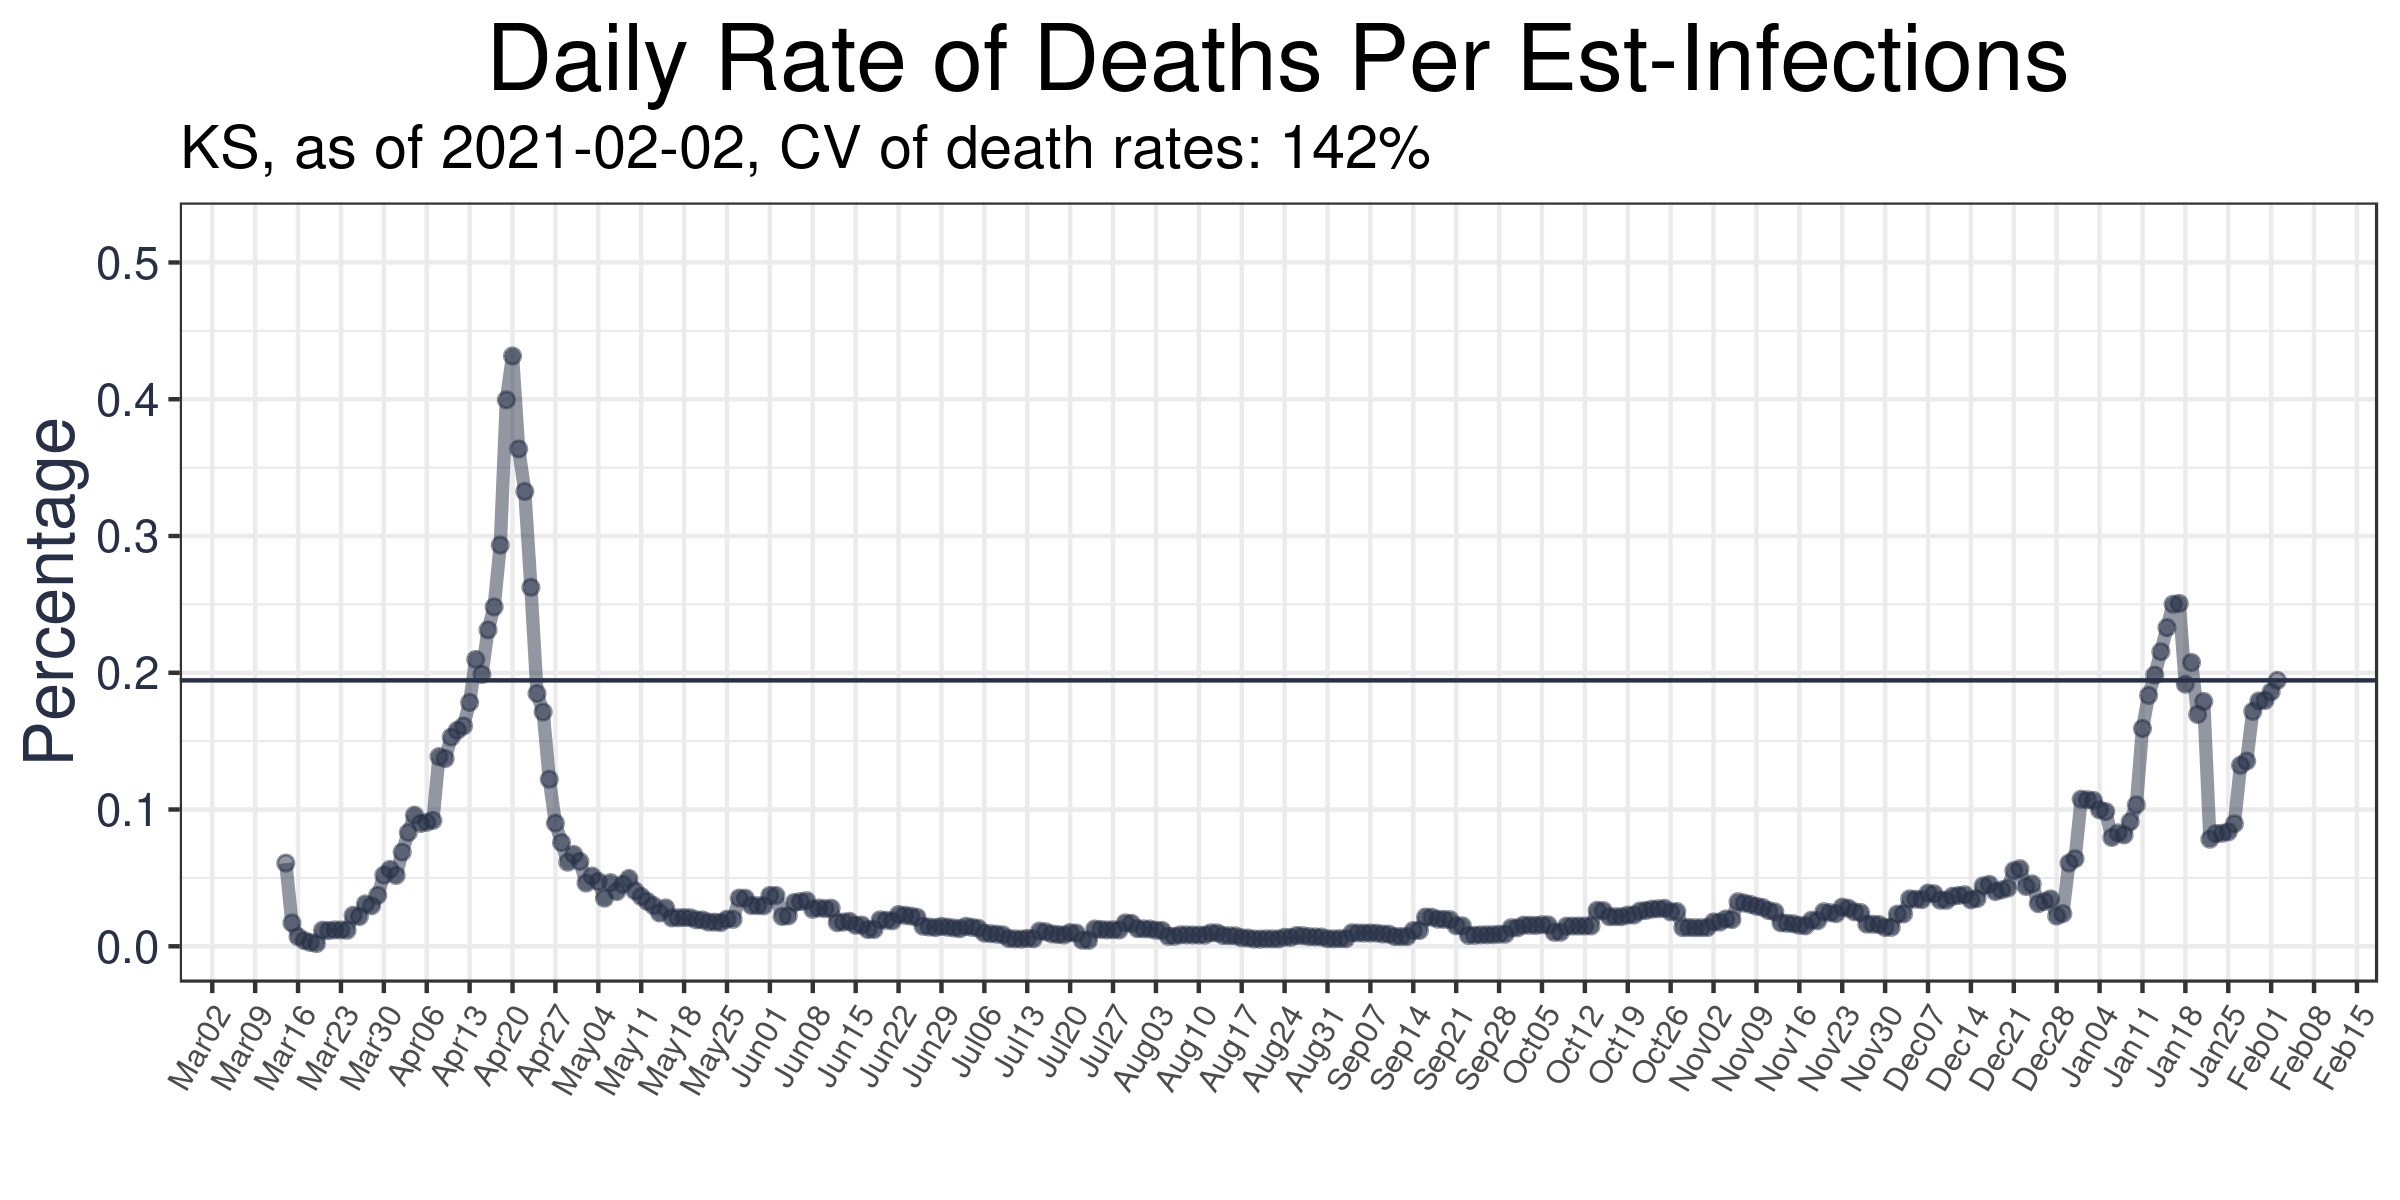 Daily Rate of Deaths Per Est-Infections
KS, as of 2021-02-02, CV of death rates: 142%
Percentage
0.5
0.4
0.3
0.2
0.1
0.0
Mar02
Mar09
Mar16
Mar23
Mar30
Apr06
Apr13
Apr20
Apr27
May04
May11
May18
May25
Jun01
Jun08
Jun15
Jun22
Jun29
Jul06
Jul13
Jul20
Jul27
Aug03
Aug10
Aug17
Aug24
Aug31
Sep07
Sep14
Sep21
Sep28
Oct05
Oct12
Oct19
Oct26
Nov02
Nov09
Nov16
Nov23
Nov30
Dec07
Dec14
Dec21
Dec28
Jan04
Jan11
Jan18
Jan25
Feb01
Feb08
Feb15